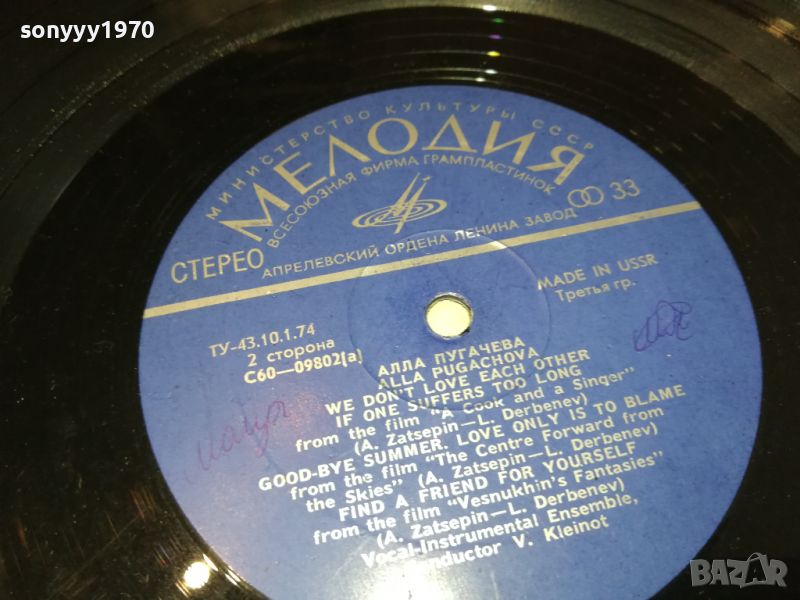 sonyyy1970
МИНИСТЕРСТВО КУЛЬТУРЫ СССР
МЕЛОДИЯ
ВСЕСОЮЗНАЯ ФИРМА ГРАМПЛАСТИНОК
33
СТЕРЕО
АПРЕЛЕВСКИЙ ОРДЕНА ЛЕНИНА ЗАВОД
MADE IN USSR
Третья гр.
ТУ-43.10.1.74
2 сторона
С60—09802(а)
АЛЛА ПУГАЧЕВА
ALLA PUGACHOVA
WE DON'T LOVE EACH OTHER
IF ONE SUFFERS TOO LONG
from the film "A Cook and a Singer"
(A. Zatsepin—L. Derbenev)
GOOD-BYE SUMMER. LOVE ONLY IS TO BLAME
from the film "The Centre Forward from
the Skies" (A. Zatsepin—L. Derbenev)
FIND A FRIEND FOR YOURSELF
from the film "Vesnukhin's Fantasies"
(A. Zatsepin—L. Derbenev)
Vocal-Instrumental Ensemble,
Conductor V. Kleinot
BAZAR